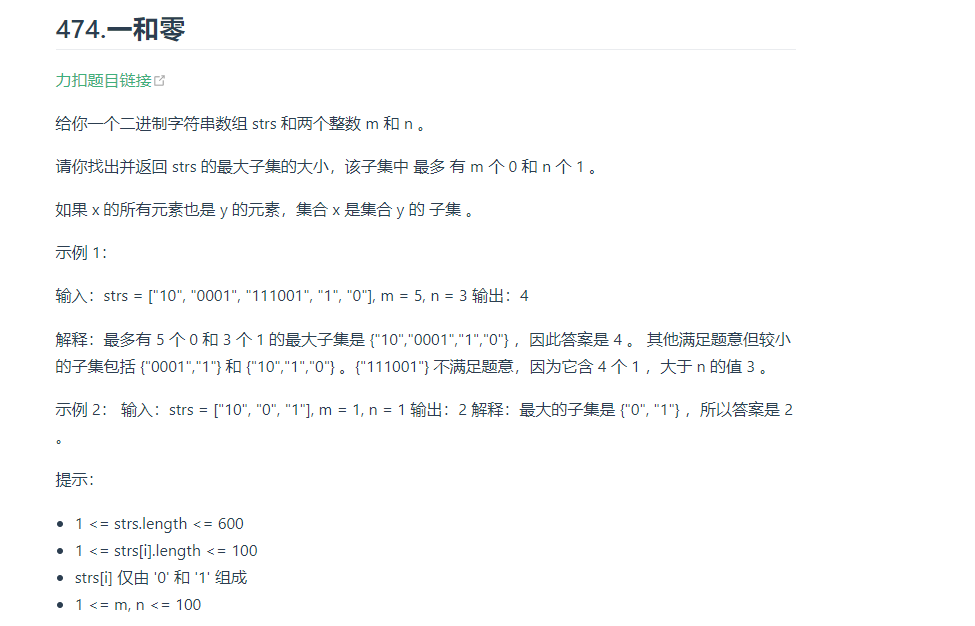 474.一和零
力扣题目链接
给你一个二进制字符串数组 strs 和两个整数 m 和 n 。
请你找出并返回 strs 的最大子集的大小，该子集中 最多 有 m 个 0 和 n 个 1 。
如果 x 的所有元素也是 y 的元素，集合 x 是集合 y 的 子集 。
示例 1：
输入：strs = ["10", "0001", "111001", "1", "0"], m = 5, n = 3 输出：4
解释：最多有 5 个 0 和 3 个 1 的最大子集是 {"10","0001","1","0"} ，因此答案是 4 。 其他满足题意但较小
的子集包括 {"0001","1"} 和 {"10","1","0"} 。{"111001"} 不满足题意，因为它含 4 个 1 ，大于 n 的值 3 。
示例 2： 输入：strs = ["10", "0", "1"], m = 1, n = 1 输出：2 解释：最大的子集是 {"0", "1"} ，所以答案是 2
。
提示：
• 1 <= strs.length <= 600
• 1 <= strs[i].length <= 100
• strs[i] 仅由 '0' 和 '1' 组成
• 1 <= m, n <= 100